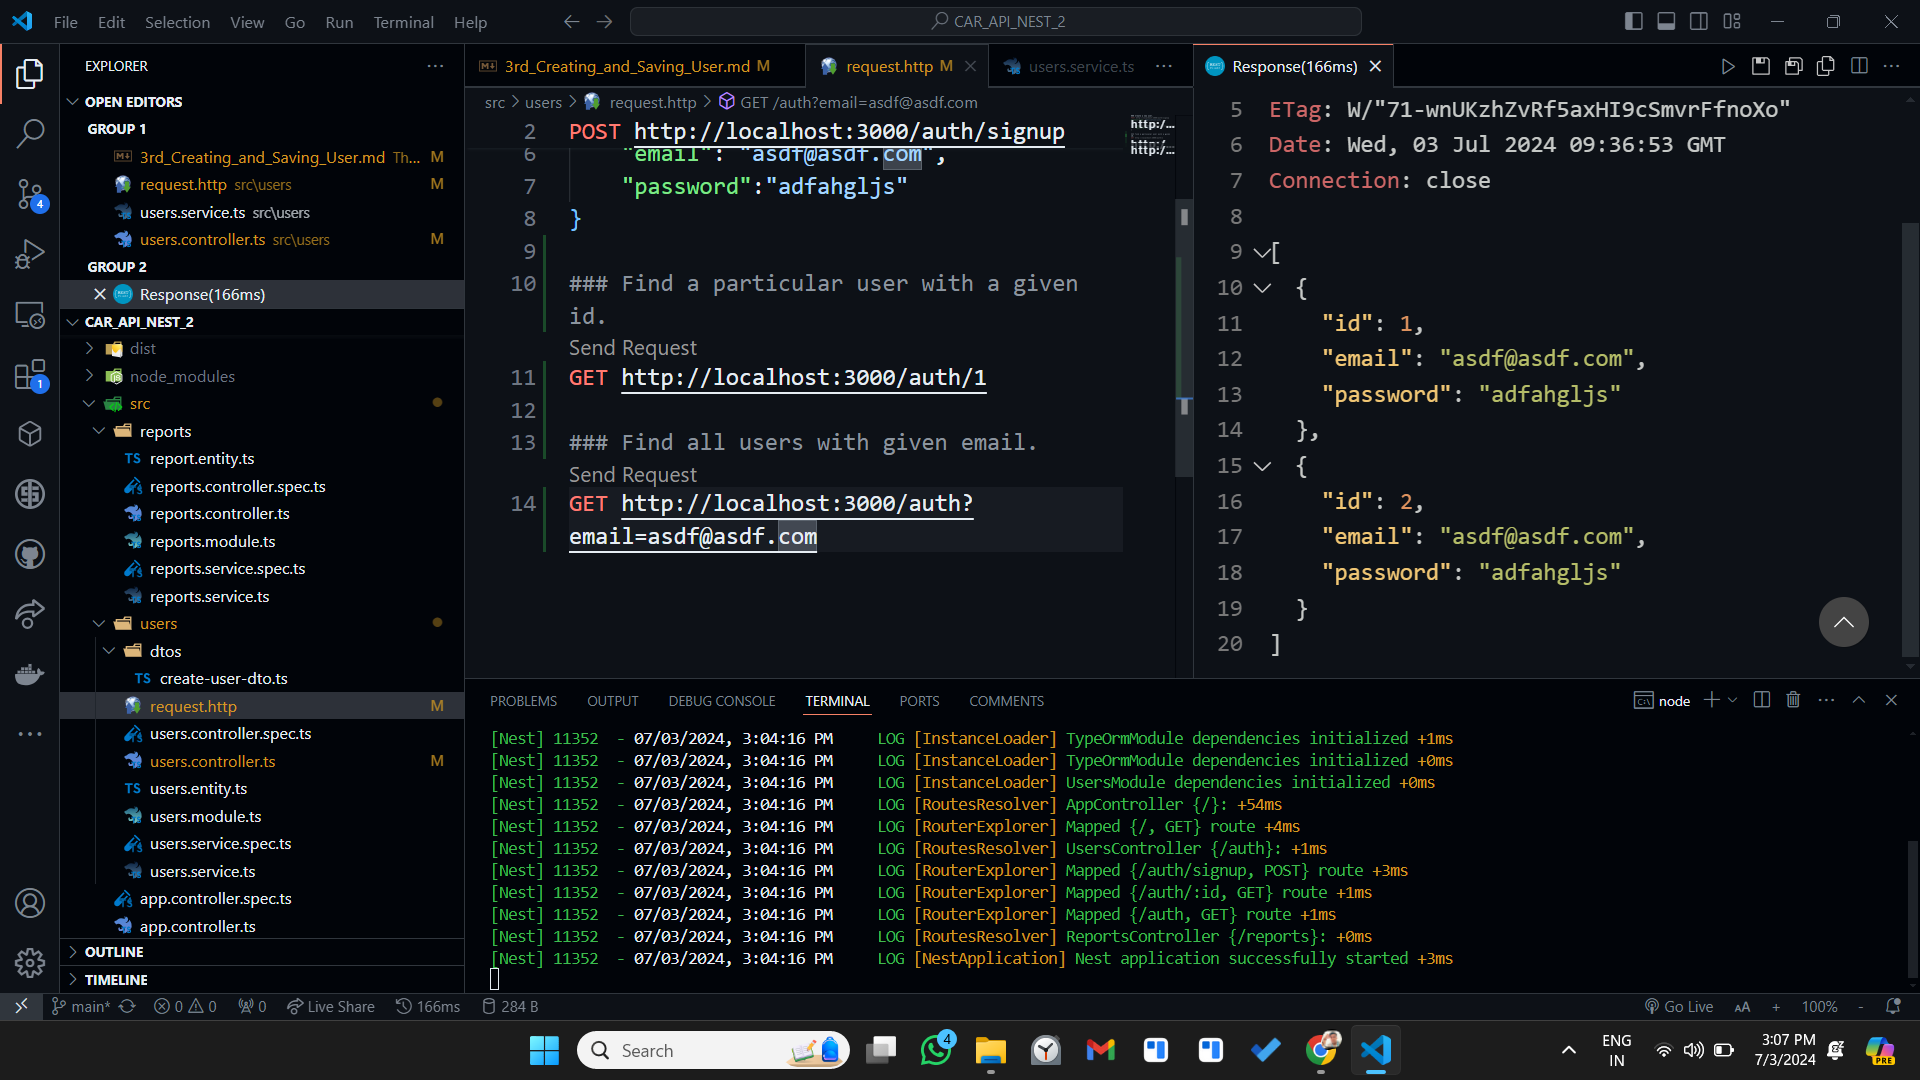 File Edit Selection View Go Run Terminal Help
CAR_API_NEST_2
EXPLORER
OPEN EDITORS
GROUP 1
3rd_Creating_and_Saving_User.md Th... M
request.http src\users M
users.service.ts src\users
users.controller.ts src\users M
GROUP 2
Response(166ms)
CAR_API_NEST_2
dist
node_modules
src
reports
TS report.entity.ts
reports.controller.spec.ts
reports.controller.ts
reports.module.ts
reports.service.spec.ts
reports.service.ts
users
dtos
TS create-user-dto.ts
request.http M
users.controller.spec.ts
users.controller.ts M
TS users.entity.ts
users.module.ts
users.service.spec.ts
users.service.ts
app.controller.spec.ts
app.controller.ts
OUTLINE
TIMELINE
4
1
3rd_Creating_and_Saving_User.md M
request.http M
users.service.ts
src > users > request.http > GET /auth?email=asdf@asdf.com
2 POST http://localhost:3000/auth/signup
6 "email": "asdf@asdf.com",
7 "password":"adfahgljs"
8 }
9
10 ### Find a particular user with a given
id.
Send Request
11 GET http://localhost:3000/auth/1
12
13 ### Find all users with given email.
Send Request
14 GET http://localhost:3000/auth?
email=asdf@asdf.com
http:/...
http:/...
Response(166ms)
5 ETag: W/"71-wnUKzhZvRf5axHI9cSmvrFfnoXo"
6 Date: Wed, 03 Jul 2024 09:36:53 GMT
7 Connection: close
8
9 [
10 {
11 "id": 1,
12 "email": "asdf@asdf.com",
13 "password": "adfahgljs"
14 },
15 {
16 "id": 2,
17 "email": "asdf@asdf.com",
18 "password": "adfahgljs"
19 }
20 ]
PROBLEMS OUTPUT DEBUG CONSOLE TERMINAL PORTS COMMENTS
node
[Nest] 11352 - 07/03/2024, 3:04:16 PM LOG [InstanceLoader] TypeOrmModule dependencies initialized +1ms
[Nest] 11352 - 07/03/2024, 3:04:16 PM LOG [InstanceLoader] TypeOrmModule dependencies initialized +0ms
[Nest] 11352 - 07/03/2024, 3:04:16 PM LOG [InstanceLoader] UsersModule dependencies initialized +0ms
[Nest] 11352 - 07/03/2024, 3:04:16 PM LOG [RoutesResolver] AppController {/}: +54ms
[Nest] 11352 - 07/03/2024, 3:04:16 PM LOG [RouterExplorer] Mapped {/, GET} route +4ms
[Nest] 11352 - 07/03/2024, 3:04:16 PM LOG [RoutesResolver] UsersController {/auth}: +1ms
[Nest] 11352 - 07/03/2024, 3:04:16 PM LOG [RouterExplorer] Mapped {/auth/signup, POST} route +3ms
[Nest] 11352 - 07/03/2024, 3:04:16 PM LOG [RouterExplorer] Mapped {/auth/:id, GET} route +1ms
[Nest] 11352 - 07/03/2024, 3:04:16 PM LOG [RouterExplorer] Mapped {/auth, GET} route +1ms
[Nest] 11352 - 07/03/2024, 3:04:16 PM LOG [RoutesResolver] ReportsController {/reports}: +0ms
[Nest] 11352 - 07/03/2024, 3:04:16 PM LOG [NestApplication] Nest application successfully started +3ms
main* 0 0 0 Live Share 166ms 284 B
Go Live AA + 100% -
Search
4
ENG
IN
3:07 PM
7/3/2024
PRE